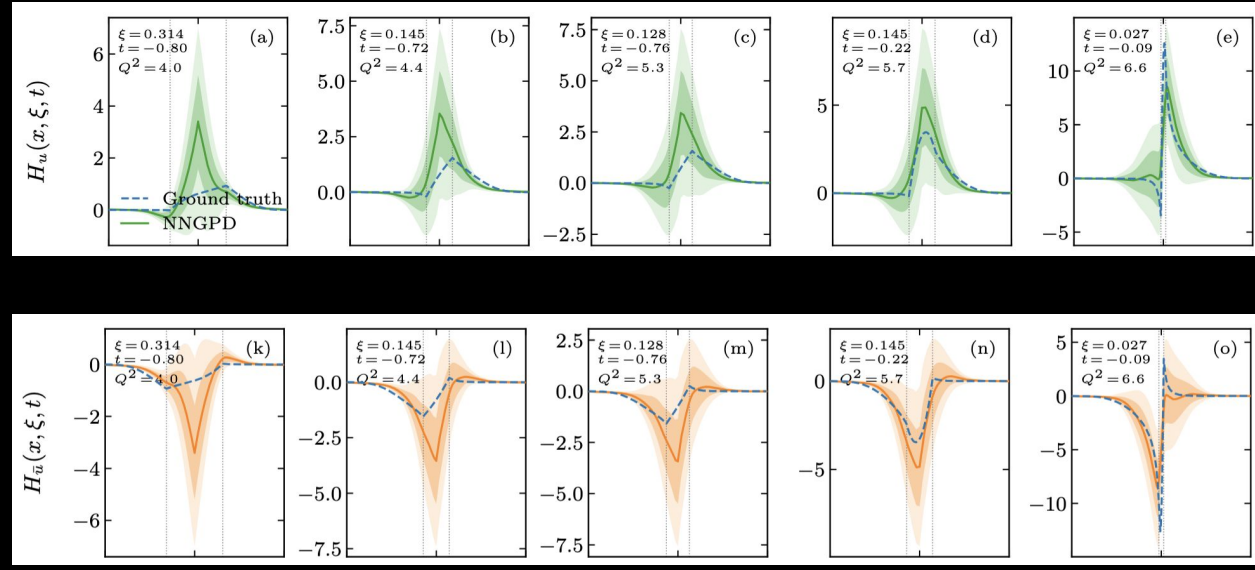 H_u(x, ξ, t)
ξ=0.314
t=−0.80
Q²=4.0
(a)
6
4
2
0
Ground truth
NNGPD
ξ=0.145
t=−0.72
Q²=4.4
(b)
7.5
5.0
2.5
0.0
ξ=0.128
t=−0.76
Q²=5.3
(c)
7.5
5.0
2.5
0.0
−2.5
ξ=0.145
t=−0.22
Q²=5.7
(d)
5
0
ξ=0.027
t=−0.09
Q²=6.6
(e)
10
5
0
−5
H_ū(x, ξ, t)
ξ=0.314
t=−0.80
Q²=4.0
(k)
0
−2
−4
−6
ξ=0.145
t=−0.72
Q²=4.4
(l)
0.0
−2.5
−5.0
−7.5
ξ=0.128
t=−0.76
Q²=5.3
(m)
2.5
0.0
−2.5
−5.0
−7.5
ξ=0.145
t=−0.22
Q²=5.7
(n)
0
−5
ξ=0.027
t=−0.09
Q²=6.6
(o)
5
0
−5
−10